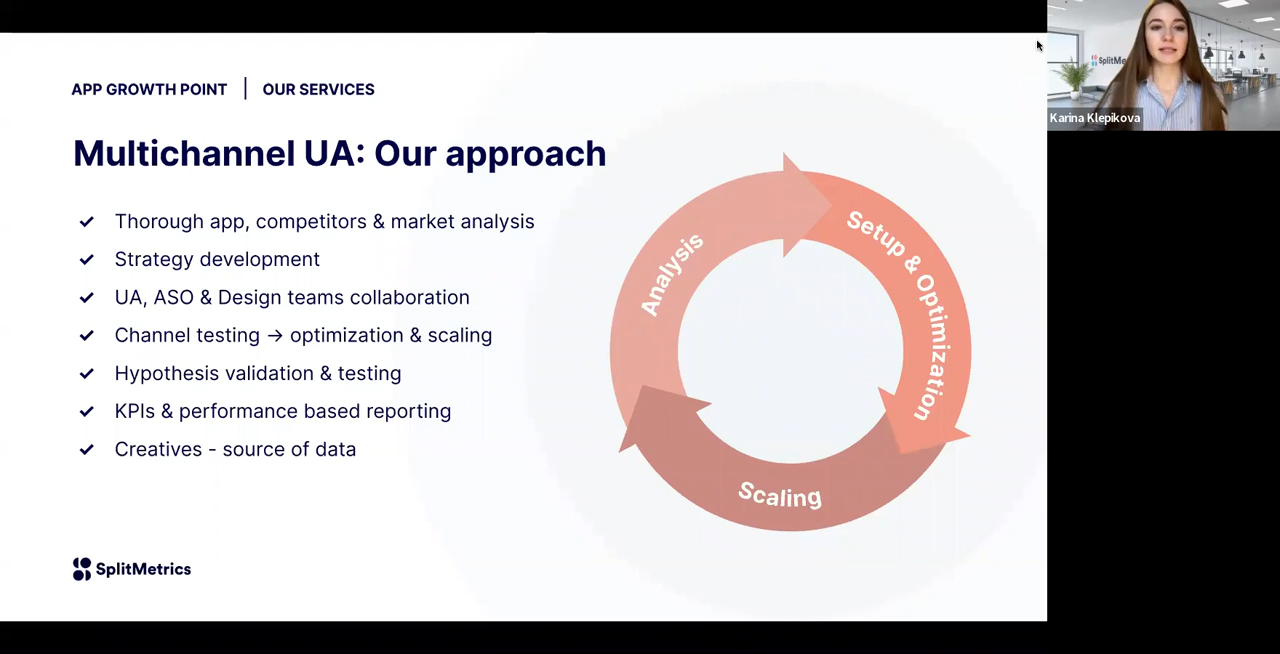 APP GROWTH POINT | OUR SERVICES
Multichannel UA: Our approach
Thorough app, competitors & market analysis
Strategy development
UA, ASO & Design teams collaboration
Channel testing → optimization & scaling
Hypothesis validation & testing
KPIs & performance based reporting
Creatives - source of data
Analysis
Setup & Optimization
Scaling
SplitMetrics
SplitMe
Karina Klepikova